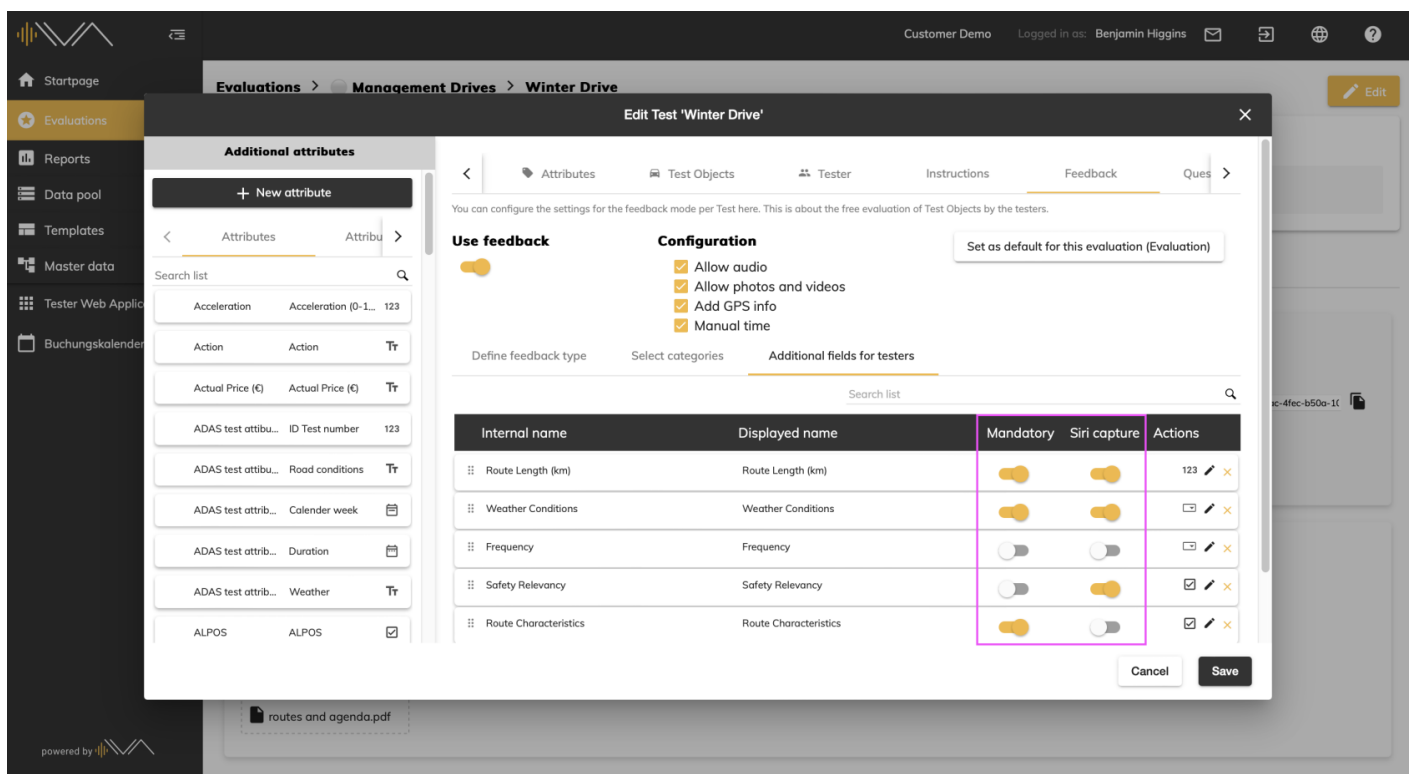 Customer Demo Logged in as: Benjamin Higgins
Startpage
Evaluations
Reports
Data pool
Templates
Master data
Tester Web Applic
Buchungskalender
powered by
Evaluations > Management Drives > Winter Drive
Edit
Edit Test 'Winter Drive'
Additional attributes
+ New attribute
Attributes Attribu
Search list
Acceleration Acceleration (0-1... 123
Action Action Tт
Actual Price (€) Actual Price (€) Tт
ADAS test attibu... ID Test number 123
ADAS test attibu... Road conditions Tт
ADAS test attrib... Calender week
ADAS test attrib... Duration
ADAS test attrib... Weather Tт
ALPOS ALPOS
Attributes Test Objects Tester Instructions Feedback Ques
You can configure the settings for the feedback mode per Test here. This is about the free evaluation of Test Objects by the testers.
Use feedback Configuration Set as default for this evaluation (Evaluation)
Allow audio
Allow photos and videos
Add GPS info
Manual time
Define feedback type Select categories Additional fields for testers
Search list
Internal name Displayed name Mandatory Siri capture Actions
Route Length (km) Route Length (km) 123
Weather Conditions Weather Conditions
Frequency Frequency
Safety Relevancy Safety Relevancy
Route Characteristics Route Characteristics
Cancel Save
-4fec-b50a-1
routes and agenda.pdf